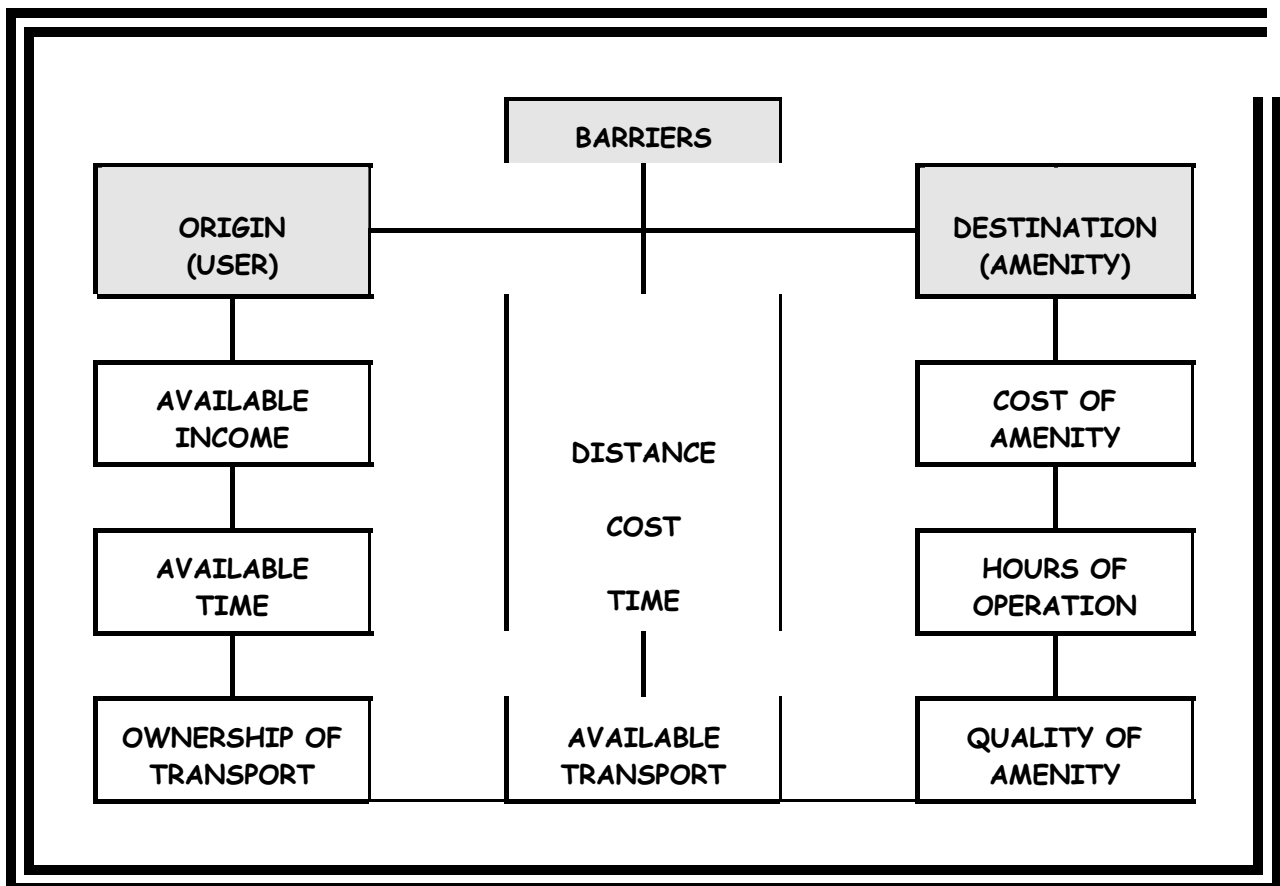 BARRIERS
ORIGIN
(USER)
DESTINATION
(AMENITY)
AVAILABLE
INCOME
DISTANCE
COST
TIME
COST OF
AMENITY
AVAILABLE
TIME
HOURS OF
OPERATION
OWNERSHIP OF
TRANSPORT
AVAILABLE
TRANSPORT
QUALITY OF
AMENITY